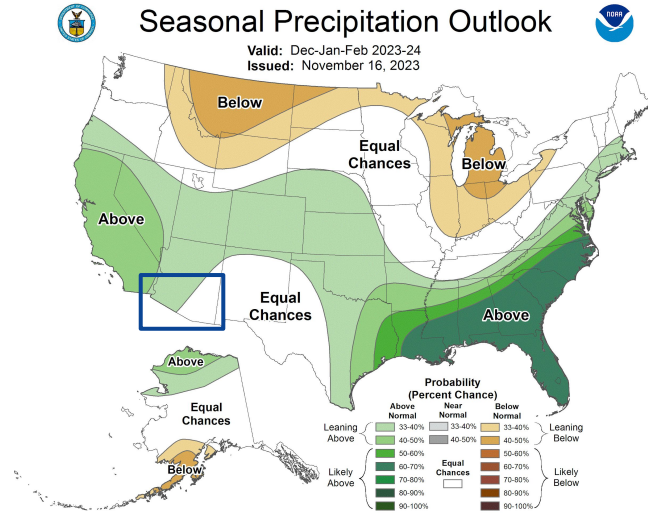 Seasonal Precipitation Outlook
NOAA
Valid: Dec-Jan-Feb 2023-24
Issued: November 16, 2023
Below
Equal
Chances
Below
Above
Equal
Chances
Above
Above
Equal
Chances
Below
Probability
(Percent Chance)
Above
Normal
Near
Normal
Below
Normal
Leaning
Above
33-40%
40-50%
33-40%
40-50%
33-40%
40-50%
Leaning
Below
Likely
Above
50-60%
60-70%
70-80%
80-90%
90-100%
Equal
Chances
50-60%
60-70%
70-80%
80-90%
90-100%
Likely
Below